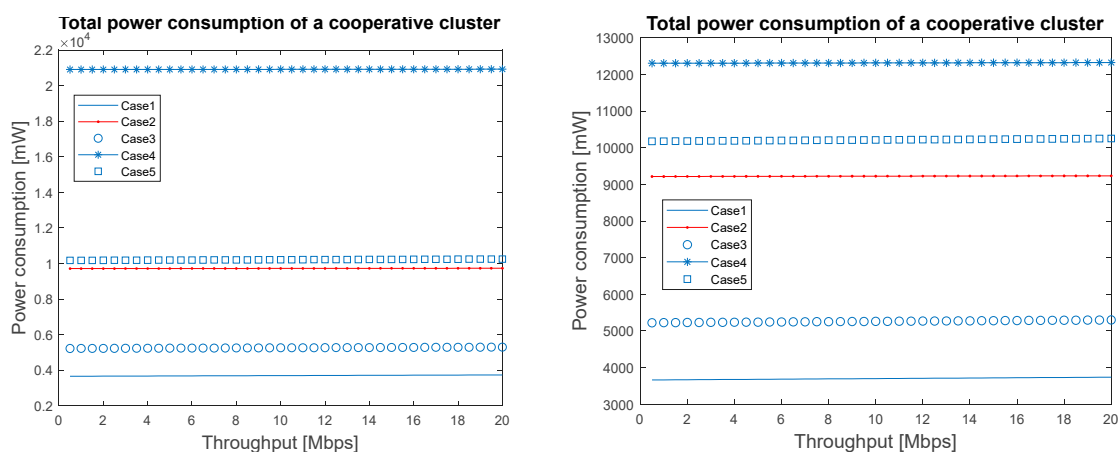 Total power consumption of a cooperative cluster
×10⁴
2.2
2
1.8
1.6
1.4
1.2
1
0.8
0.6
0.4
0.2
Power consumption [mW]
Case1
Case2
Case3
Case4
Case5
0 2 4 6 8 10 12 14 16 18 20
Throughput [Mbps]
Total power consumption of a cooperative cluster
13000
12000
11000
10000
9000
8000
7000
6000
5000
4000
3000
Power consumption [mW]
Case1
Case2
Case3
Case4
Case5
0 2 4 6 8 10 12 14 16 18 20
Throughput [Mbps]